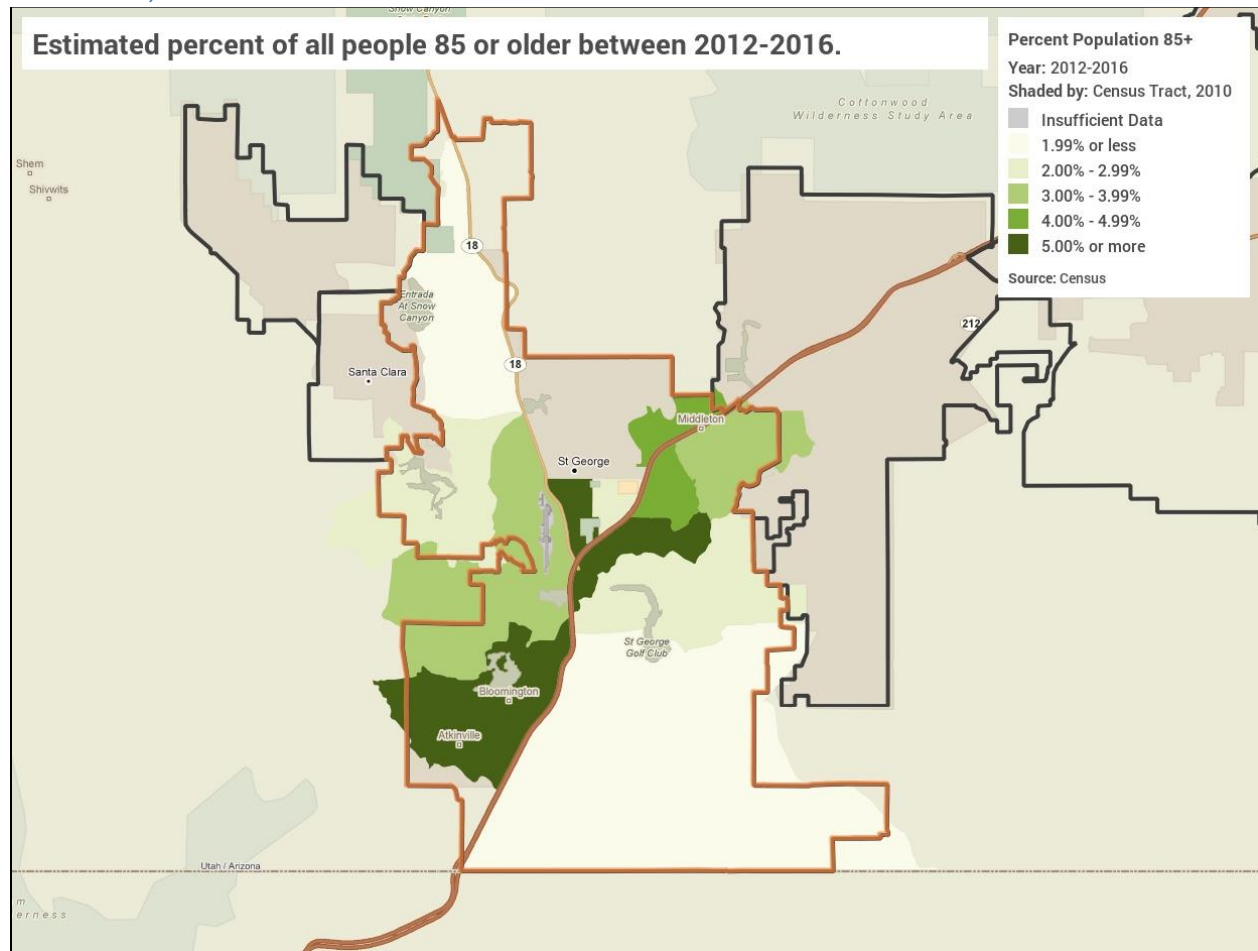 Snow Canyon
Estimated percent of all people 85 or older between 2012-2016.
Percent Population 85+
Year: 2012-2016
Shaded by: Census Tract, 2010
Insufficient Data
1.99% or less
2.00% - 2.99%
3.00% - 3.99%
4.00% - 4.99%
5.00% or more
Source: Census
Cottonwood
Wilderness Study Area
Shem
Shivwits
18
Entrada
At Snow
Canyon
212
18
Santa Clara
Middleton
St George
St George
Golf Club
Bloomington
Atkinville
Utah / Arizona
m
erness